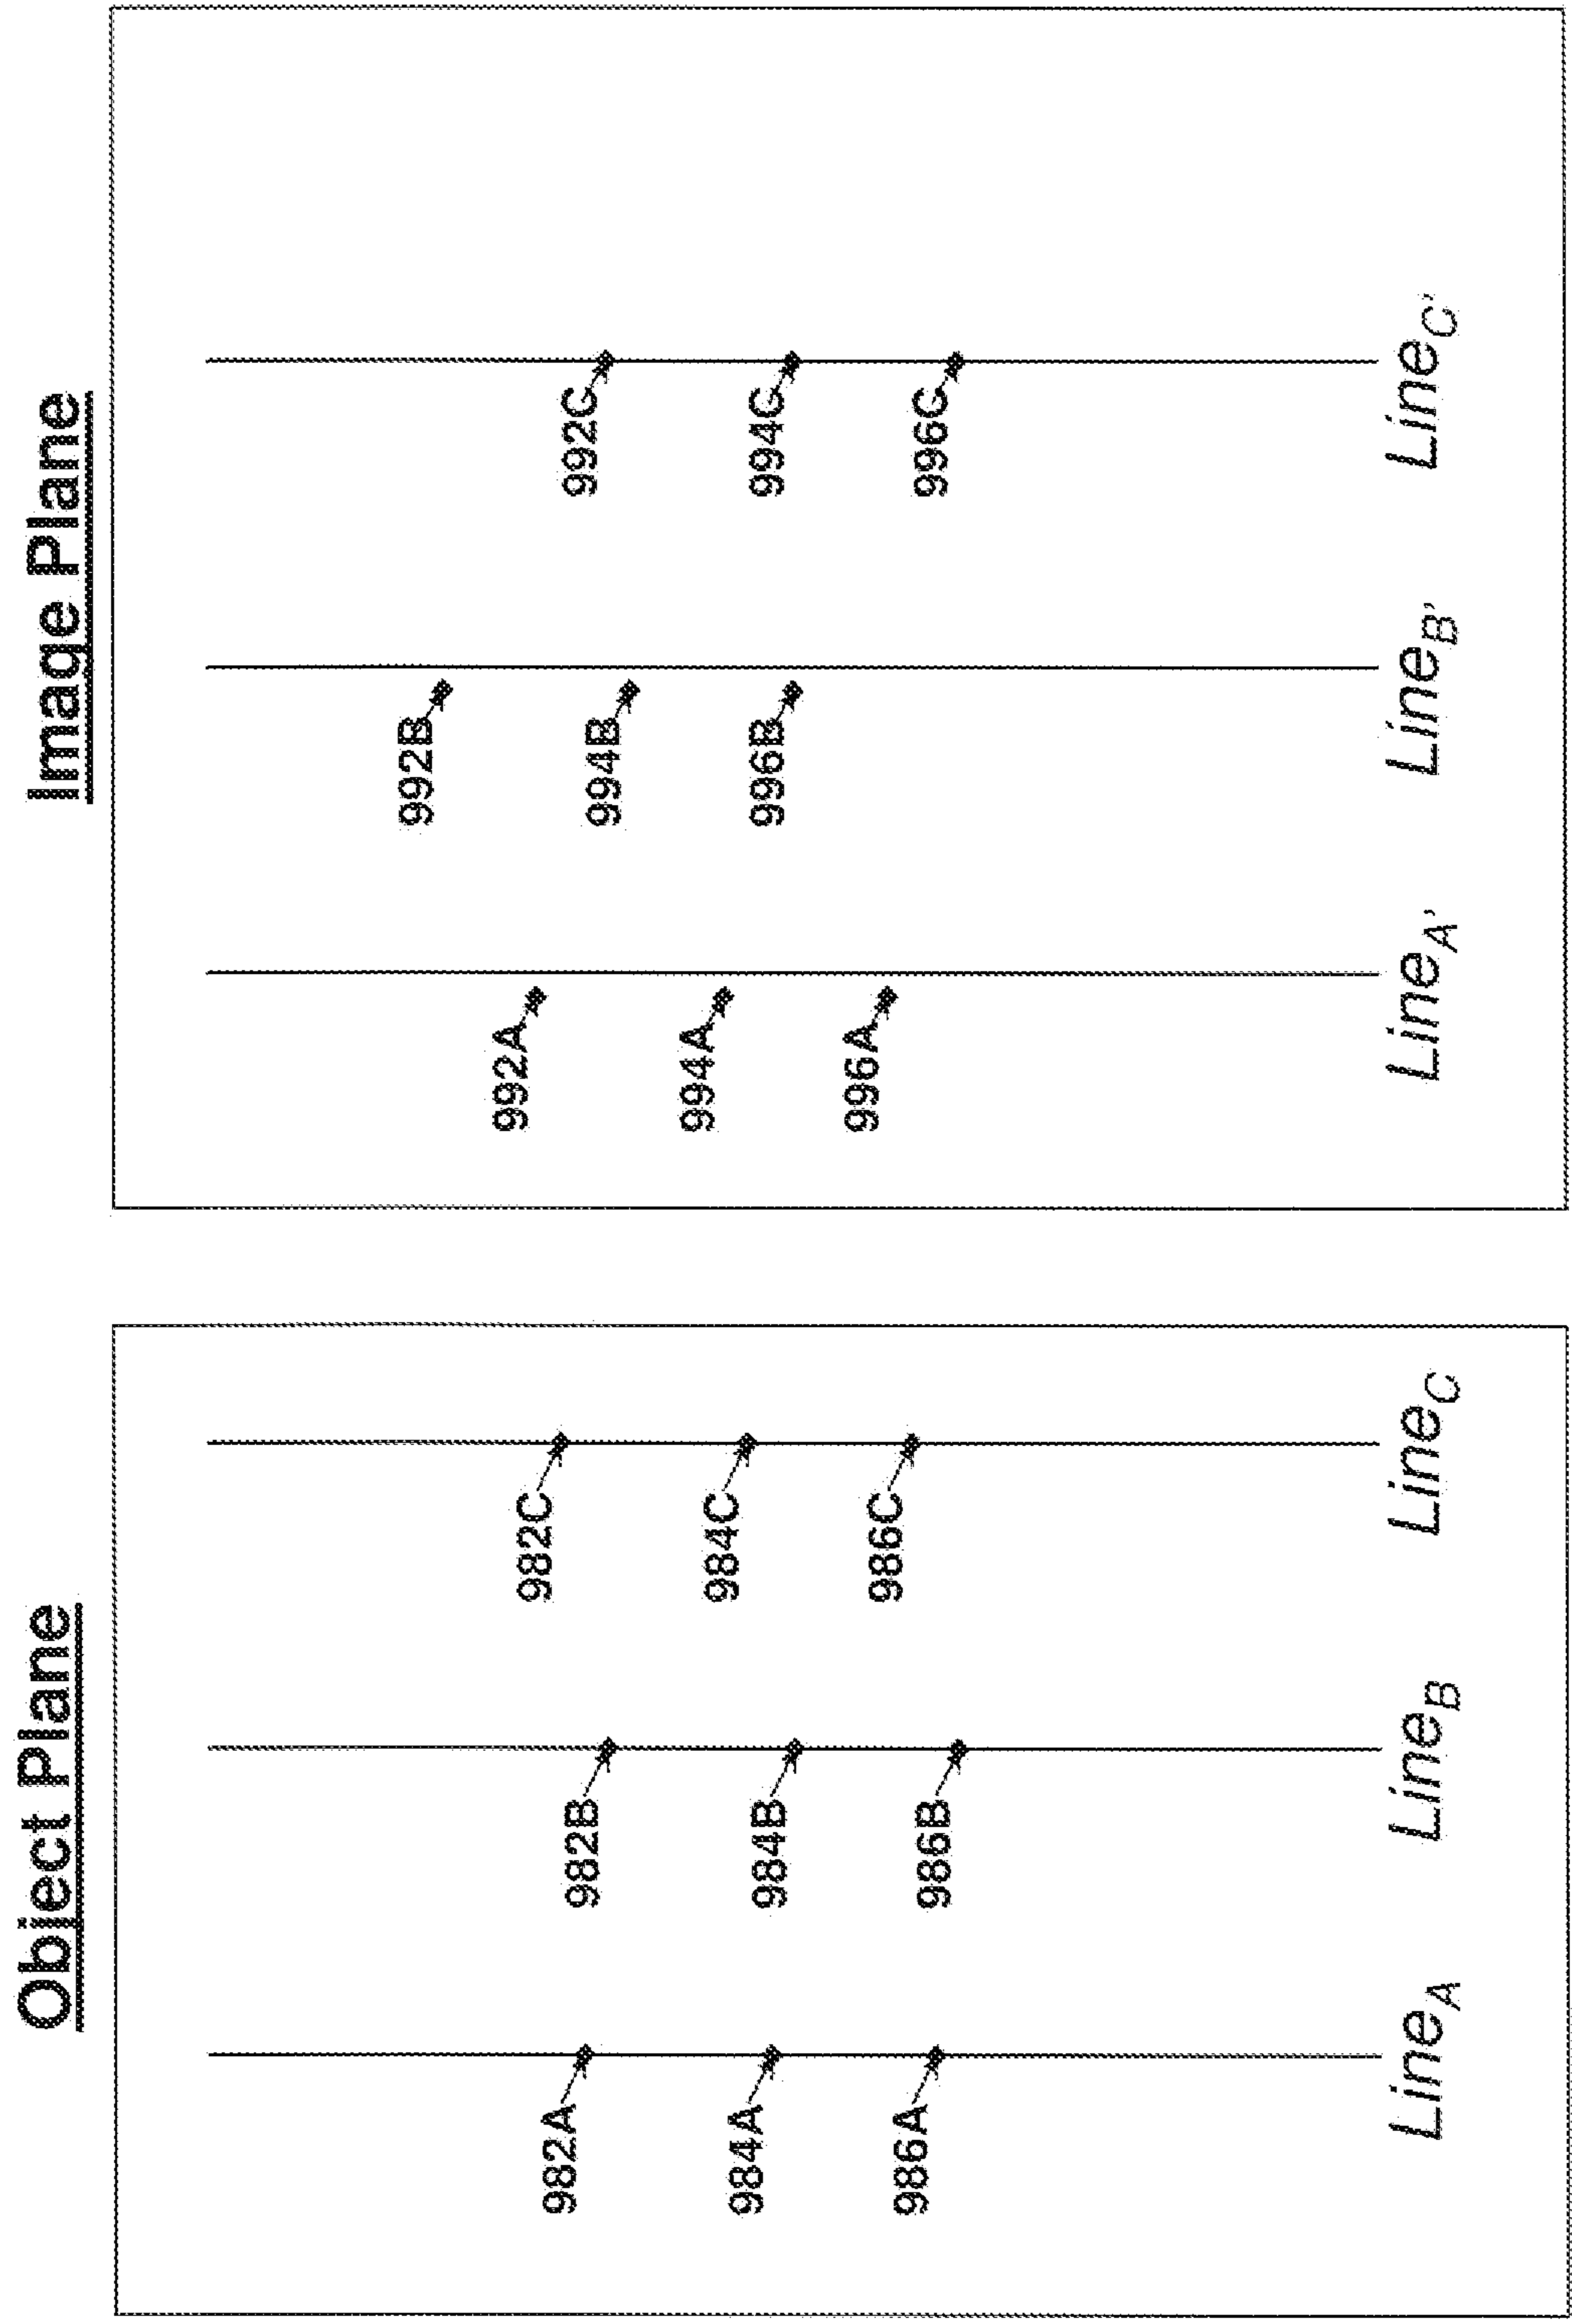 Object Plane
982A
984A
986A
Line_A
982B
984B
986B
Line_B
982C
984C
986C
Line_C
Image Plane
992A
994A
996A
Line_A'
992B
994B
996B
Line_B'
992C
994C
996C
Line_C'